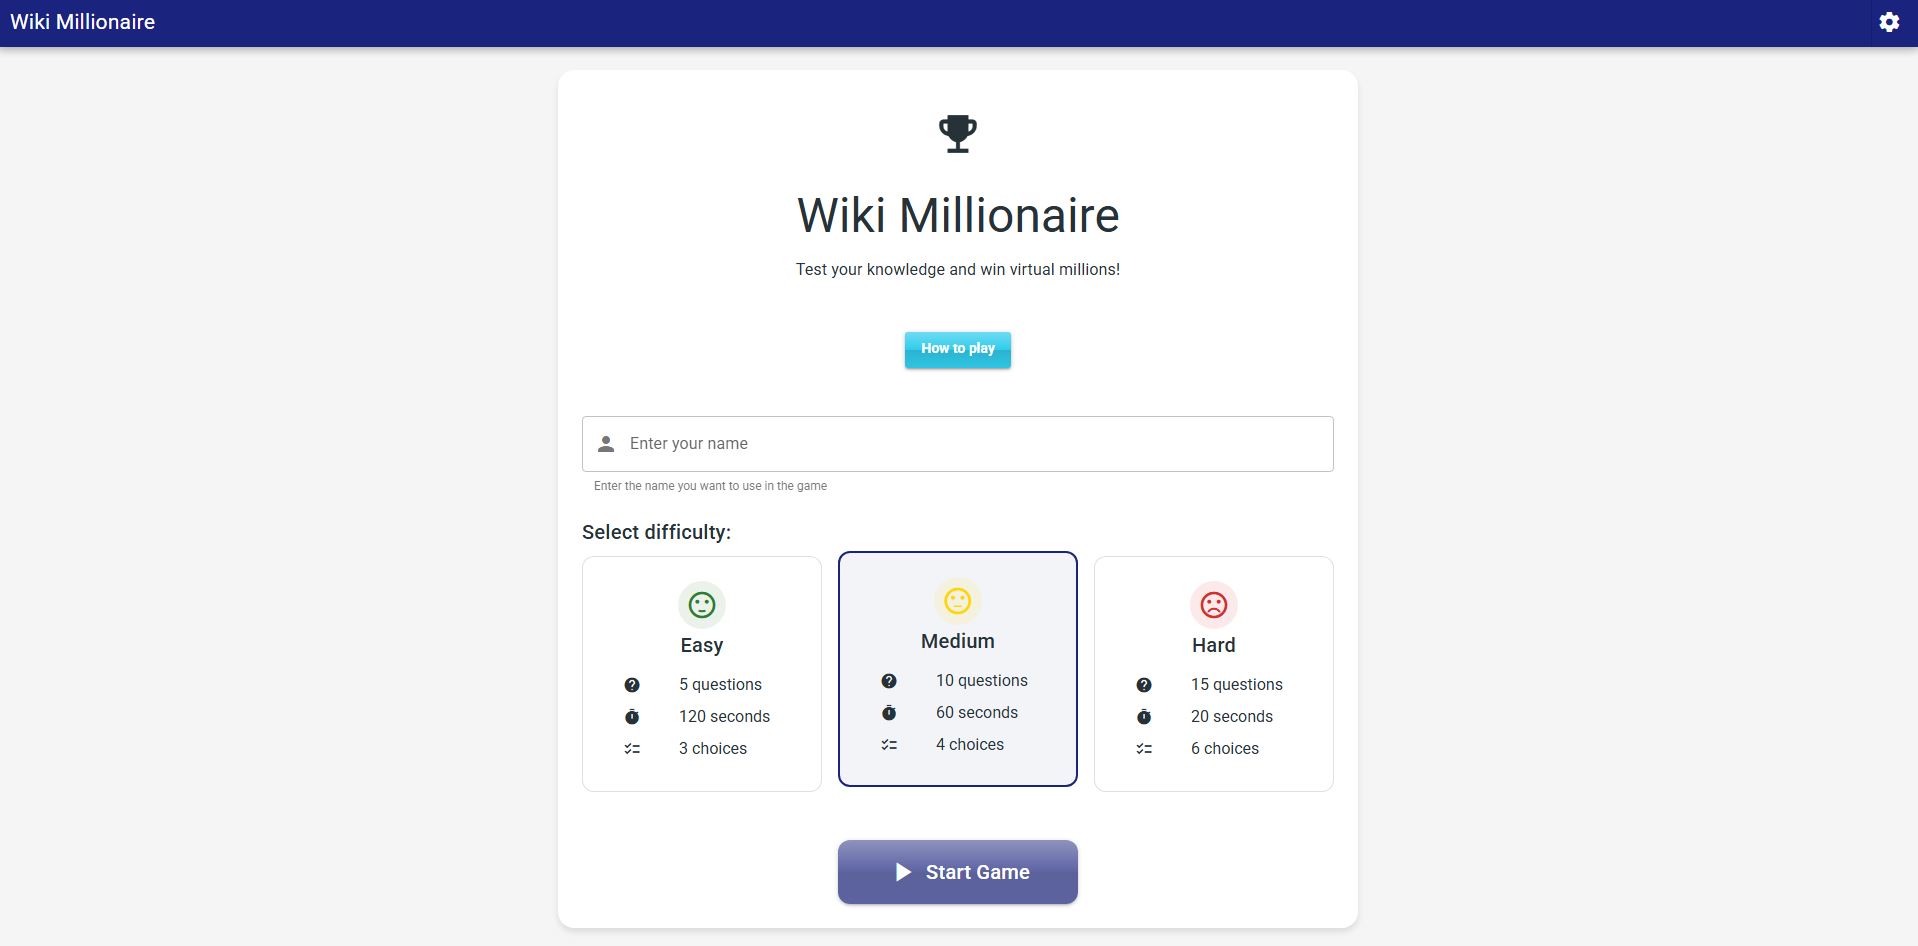 Wiki Millionaire
Wiki Millionaire
Test your knowledge and win virtual millions!
How to play
Enter your name
Enter the name you want to use in the game
Select difficulty:
Easy
5 questions
120 seconds
3 choices
Medium
10 questions
60 seconds
4 choices
Hard
15 questions
20 seconds
6 choices
Start Game